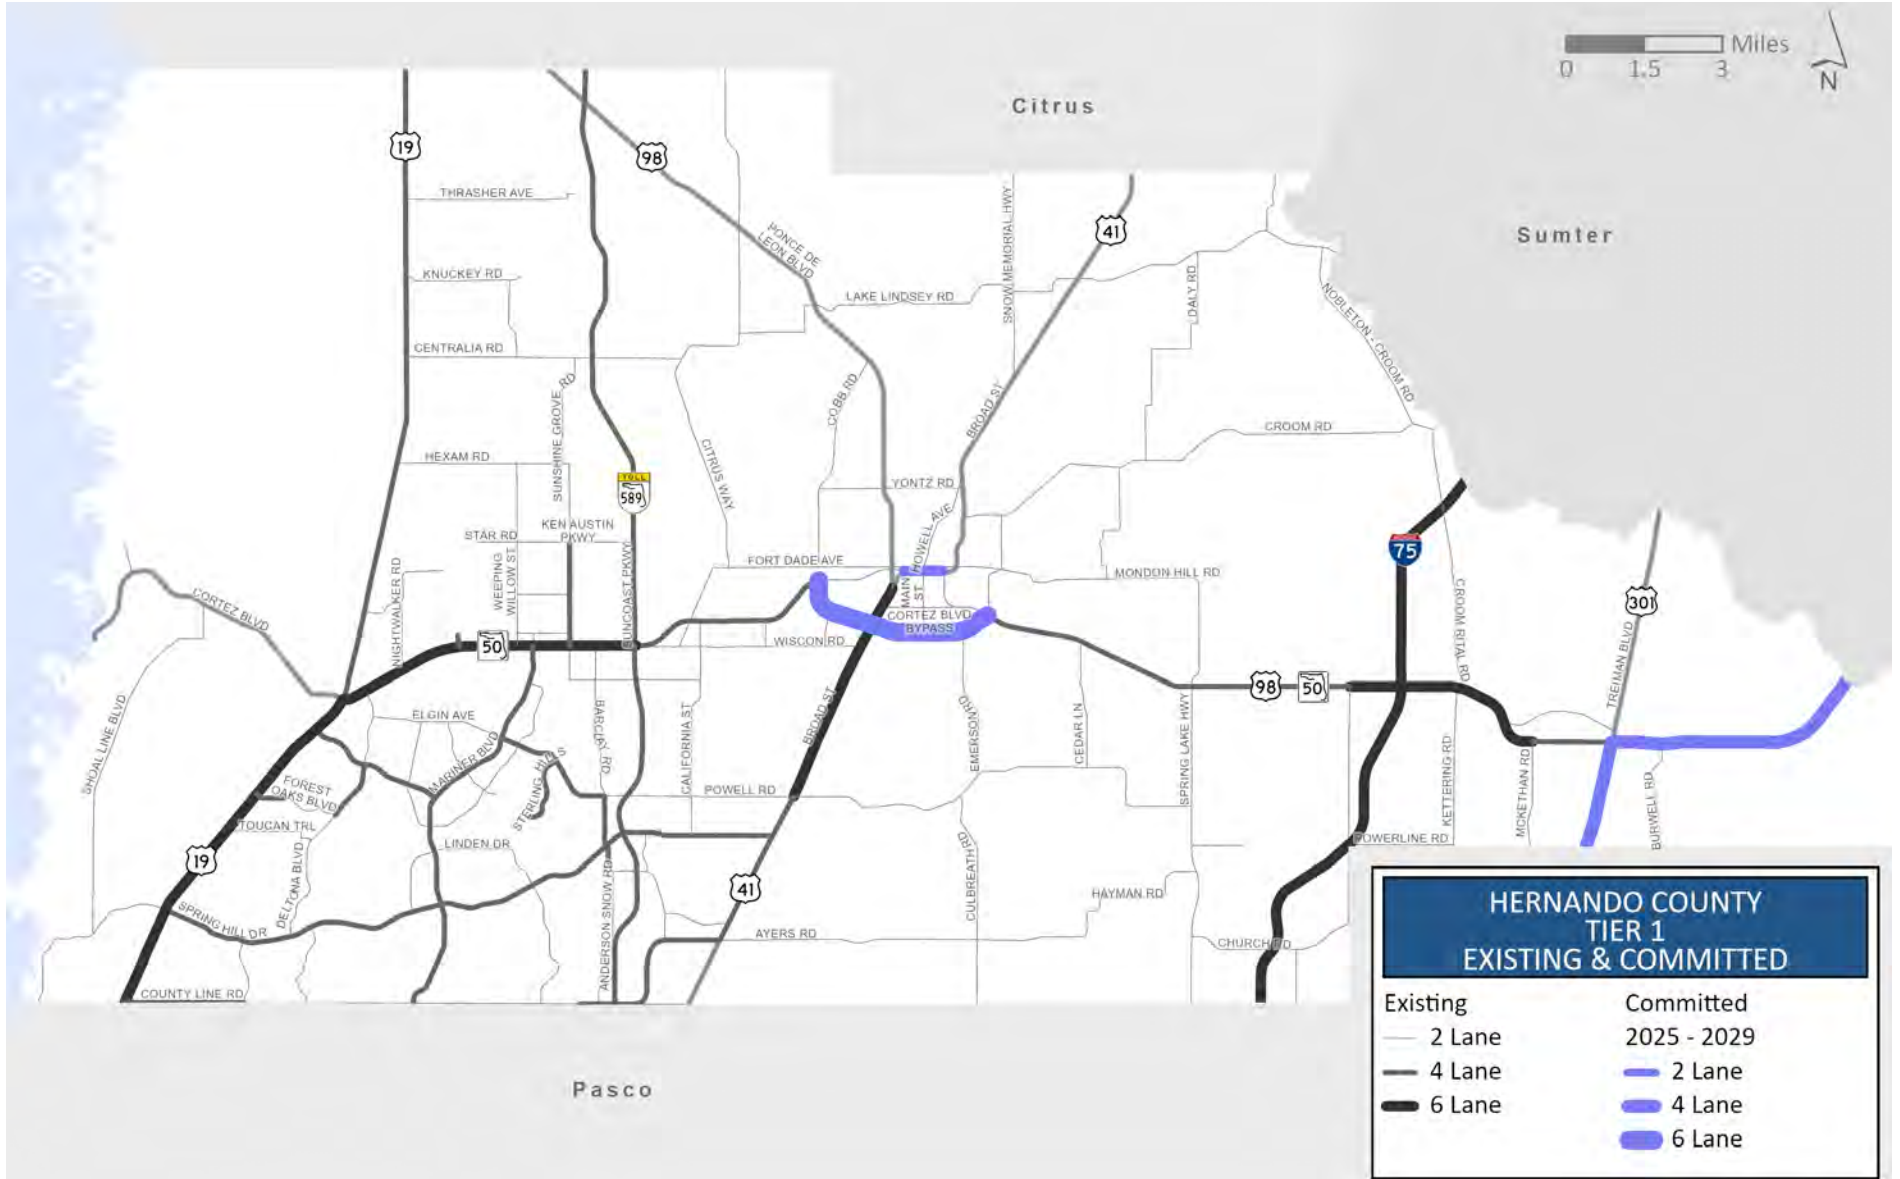 Miles
0 1.5 3
N
Citrus
19
98
THRASHER AVE
SNOW MEMORIAL HWY
41
Sumter
PONCE DE
LEON BLVD
KNUCKEY RD
LAKE LINDSEY RD
DALY RD
NOBLETON - CROOM RD
CENTRALIA RD
SUNSHINE GROVE RD
COBB RD
BROAD ST
CROOM RD
HEXAM RD
CITRUS WAY
TOLL
589
YONTZ RD
KEN AUSTIN
PKWY
STAR RD
HOWELL AVE
75
NIGHTWALKER RD
WEEPING
WILLOW ST
SUNCOAST PKWY
FORT DADE AVE
MAIN
ST
MONDON HILL RD
CROOM RITAL RD
301
CORTEZ BLVD
CORTEZ BLVD
BYPASS
WISCON RD
50
TREIMAN BLVD
98
50
SHOAL LINE BLVD
ELGIN AVE
BARCLAY RD
CALIFORNIA ST
BROAD ST
EMERSON RD
CEDAR LN
SPRING LAKE HWY
KETTERING RD
MCKETHAN RD
BURWELL RD
MARINER BLVD
STERLING HILLS
FOREST
OAKS BLVD
POWELL RD
TOUCAN TRL
LINDEN DR
POWERLINE RD
19
DELTONA BLVD
ANDERSON SNOW RD
41
CULBREATH RD
HAYMAN RD
SPRING HILL DR
AYERS RD
CHURCH RD
COUNTY LINE RD
Pasco
HERNANDO COUNTY
TIER 1
EXISTING & COMMITTED
Existing
2 Lane
4 Lane
6 Lane
Committed
2025 - 2029
2 Lane
4 Lane
6 Lane